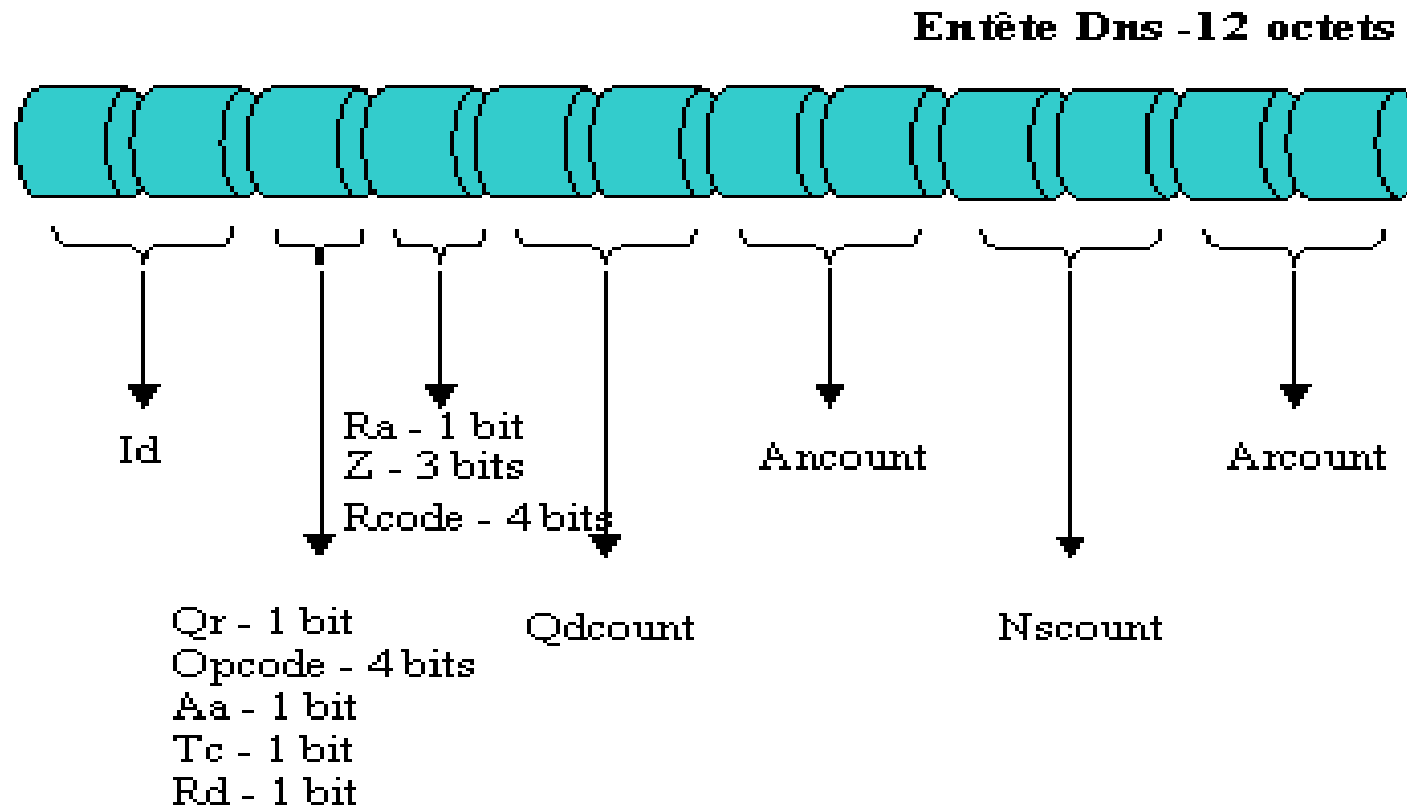 Entête Dns -12 octets
Id
Ra - 1 bit
Z - 3 bits
Rcode - 4 bits
Ancount
Arcount
Qr - 1 bit
Opcode - 4 bits
Aa - 1 bit
Tc - 1 bit
Rd - 1 bit
Qdcount
Nscount